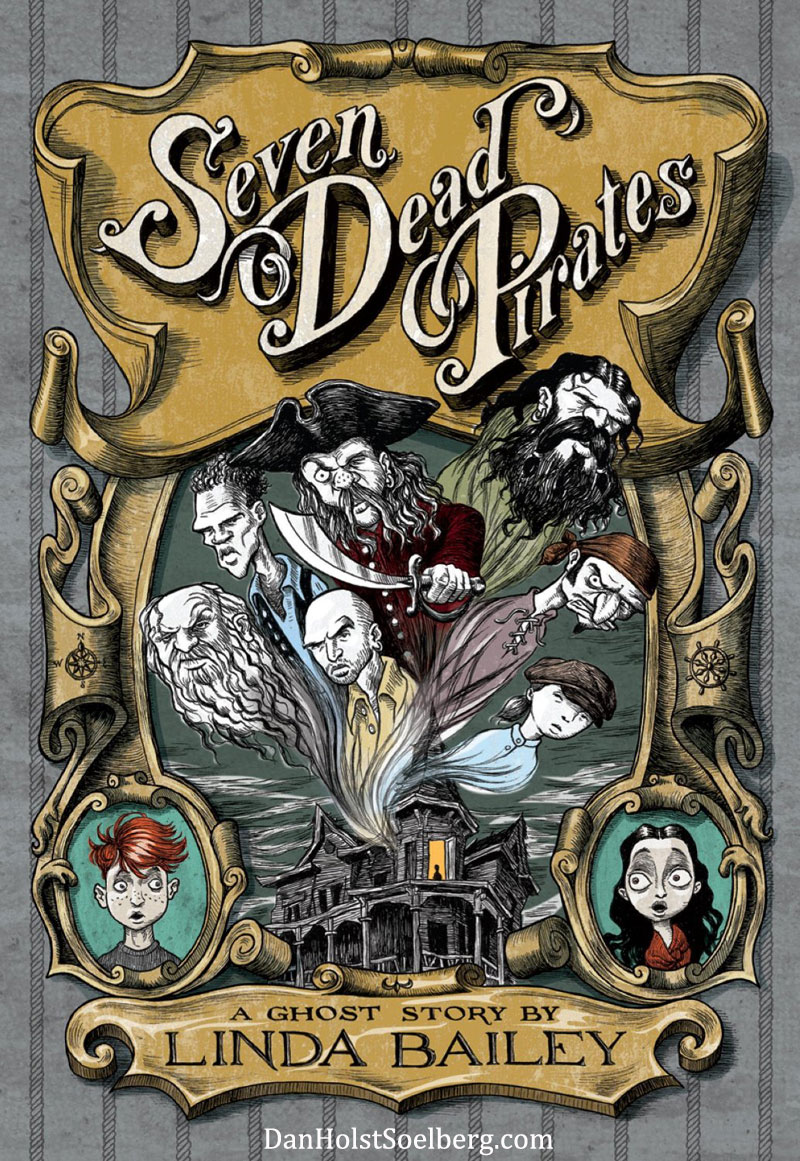 Seven
Dead
Pirates
N
W
A GHOST STORY BY
LINDA BAILEY
DanHolstSoelberg.com